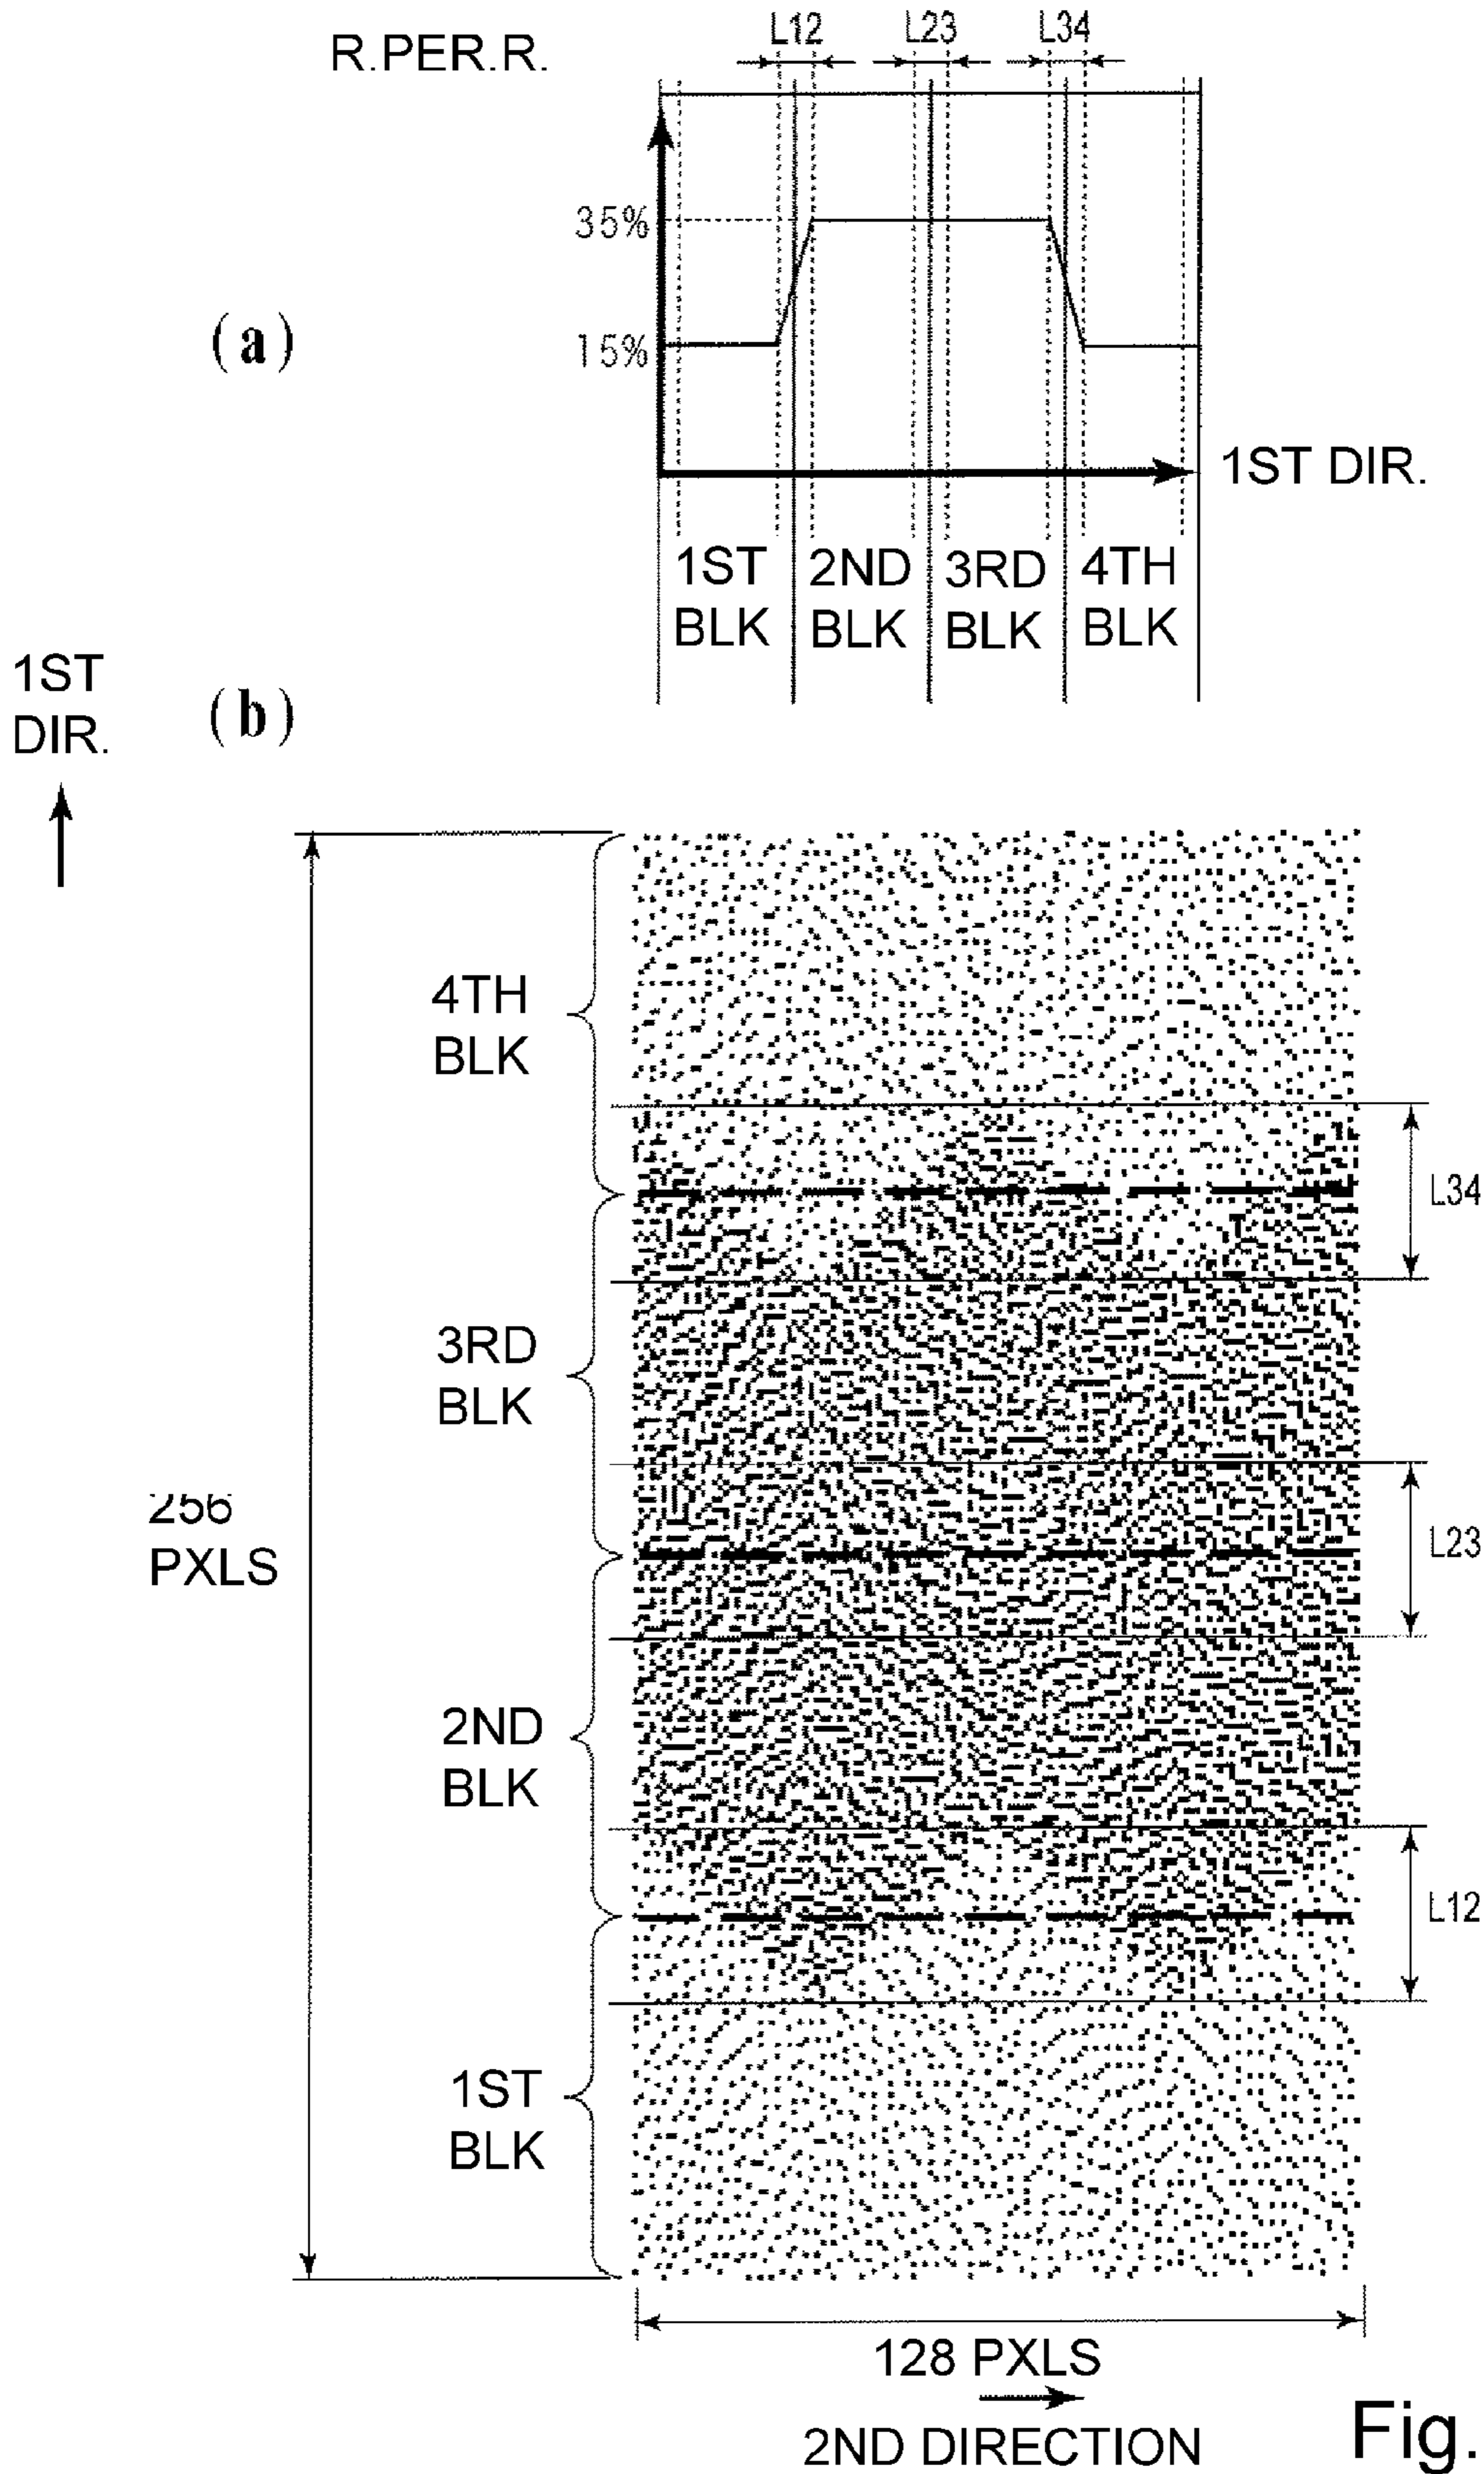 L12 L23 L34
R.PER.R.
35%
(a)
15%
1ST DIR.
1ST BLK
2ND BLK
3RD BLK
4TH BLK
1ST
DIR.
(b)
4TH
BLK
L34
3RD
BLK
256
PXLS
L23
2ND
BLK
L12
1ST
BLK
128 PXLS
2ND DIRECTION
Fig.